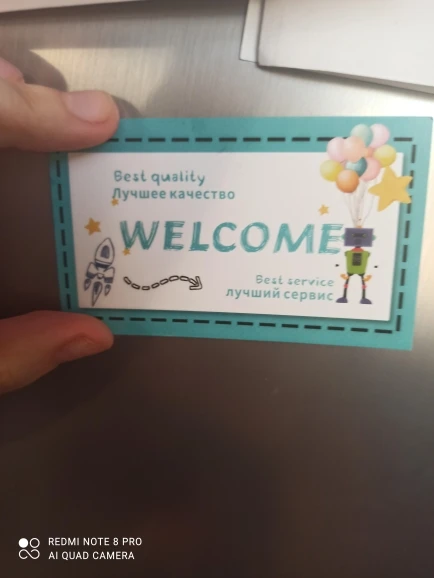 Best quality
Лучшее качество
WELCOME
Best service
лучший сервис
REDMI NOTE 8 PRO
AI QUAD CAMERA